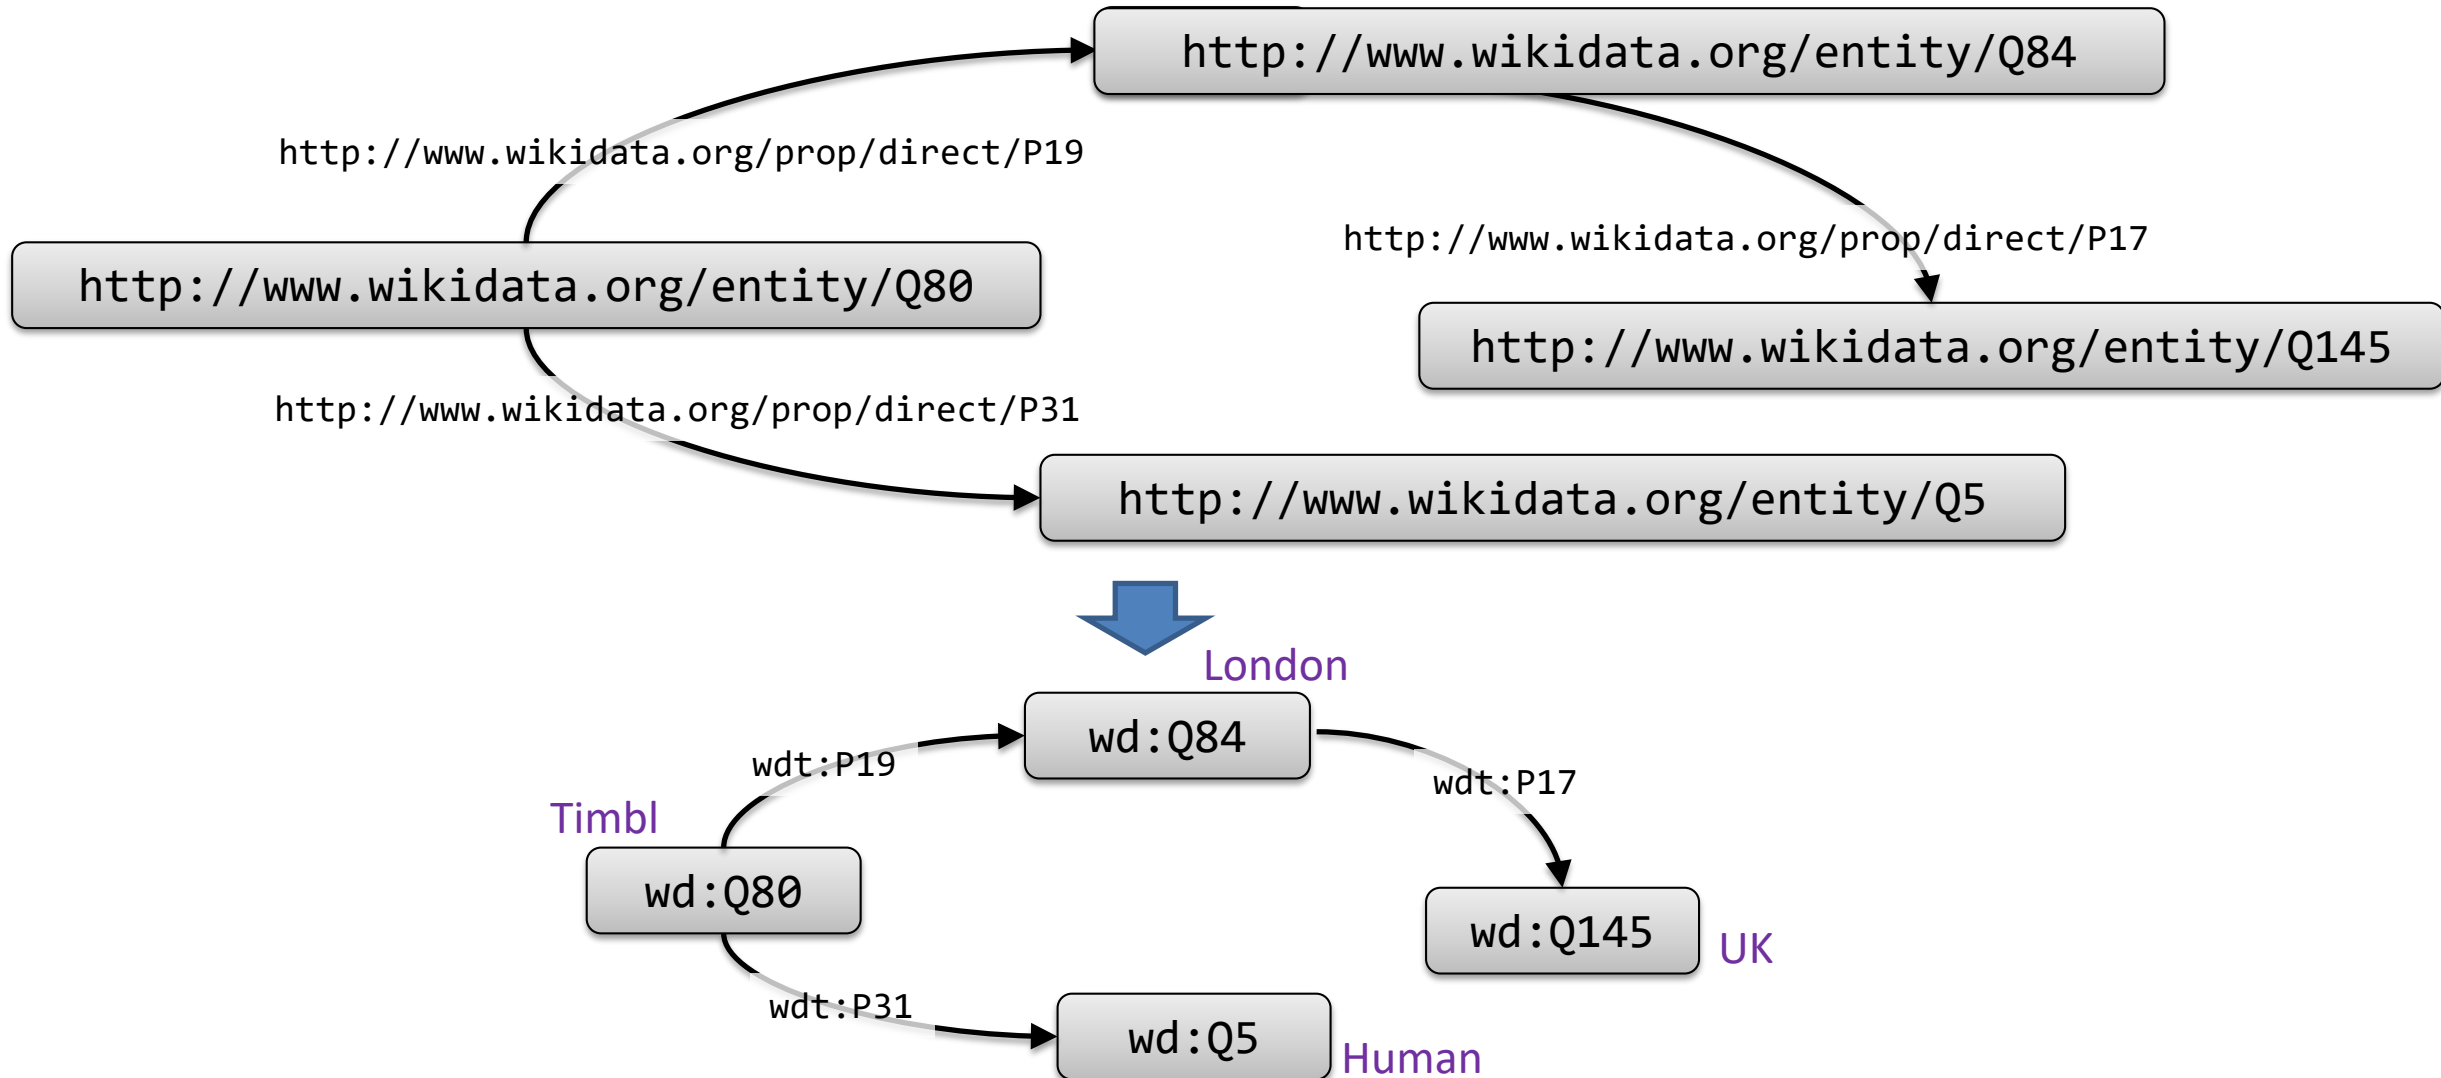 http://www.wikidata.org/entity/Q84
http://www.wikidata.org/prop/direct/P19
http://www.wikidata.org/prop/direct/P17
http://www.wikidata.org/entity/Q80
http://www.wikidata.org/entity/Q145
http://www.wikidata.org/prop/direct/P31
http://www.wikidata.org/entity/Q5
London
wd:Q84
wdt:P19
wdt:P17
Timbl
wd:Q80
wd:Q145
UK
wdt:P31
wd:Q5
Human